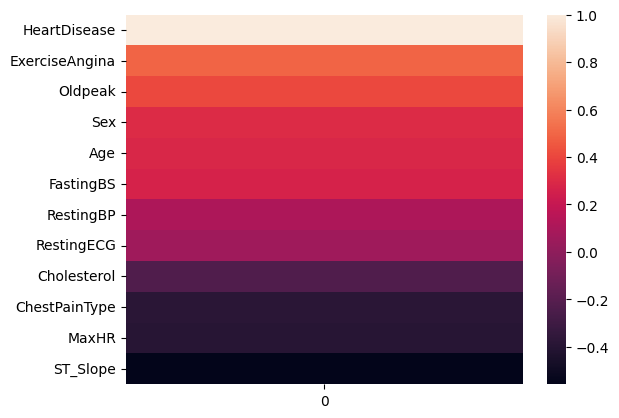 HeartDisease
ExerciseAngina
Oldpeak
Sex
Age
FastingBS
RestingBP
RestingECG
Cholesterol
ChestPainType
MaxHR
ST_Slope
0
1.0
0.8
0.6
0.4
0.2
0.0
−0.2
−0.4